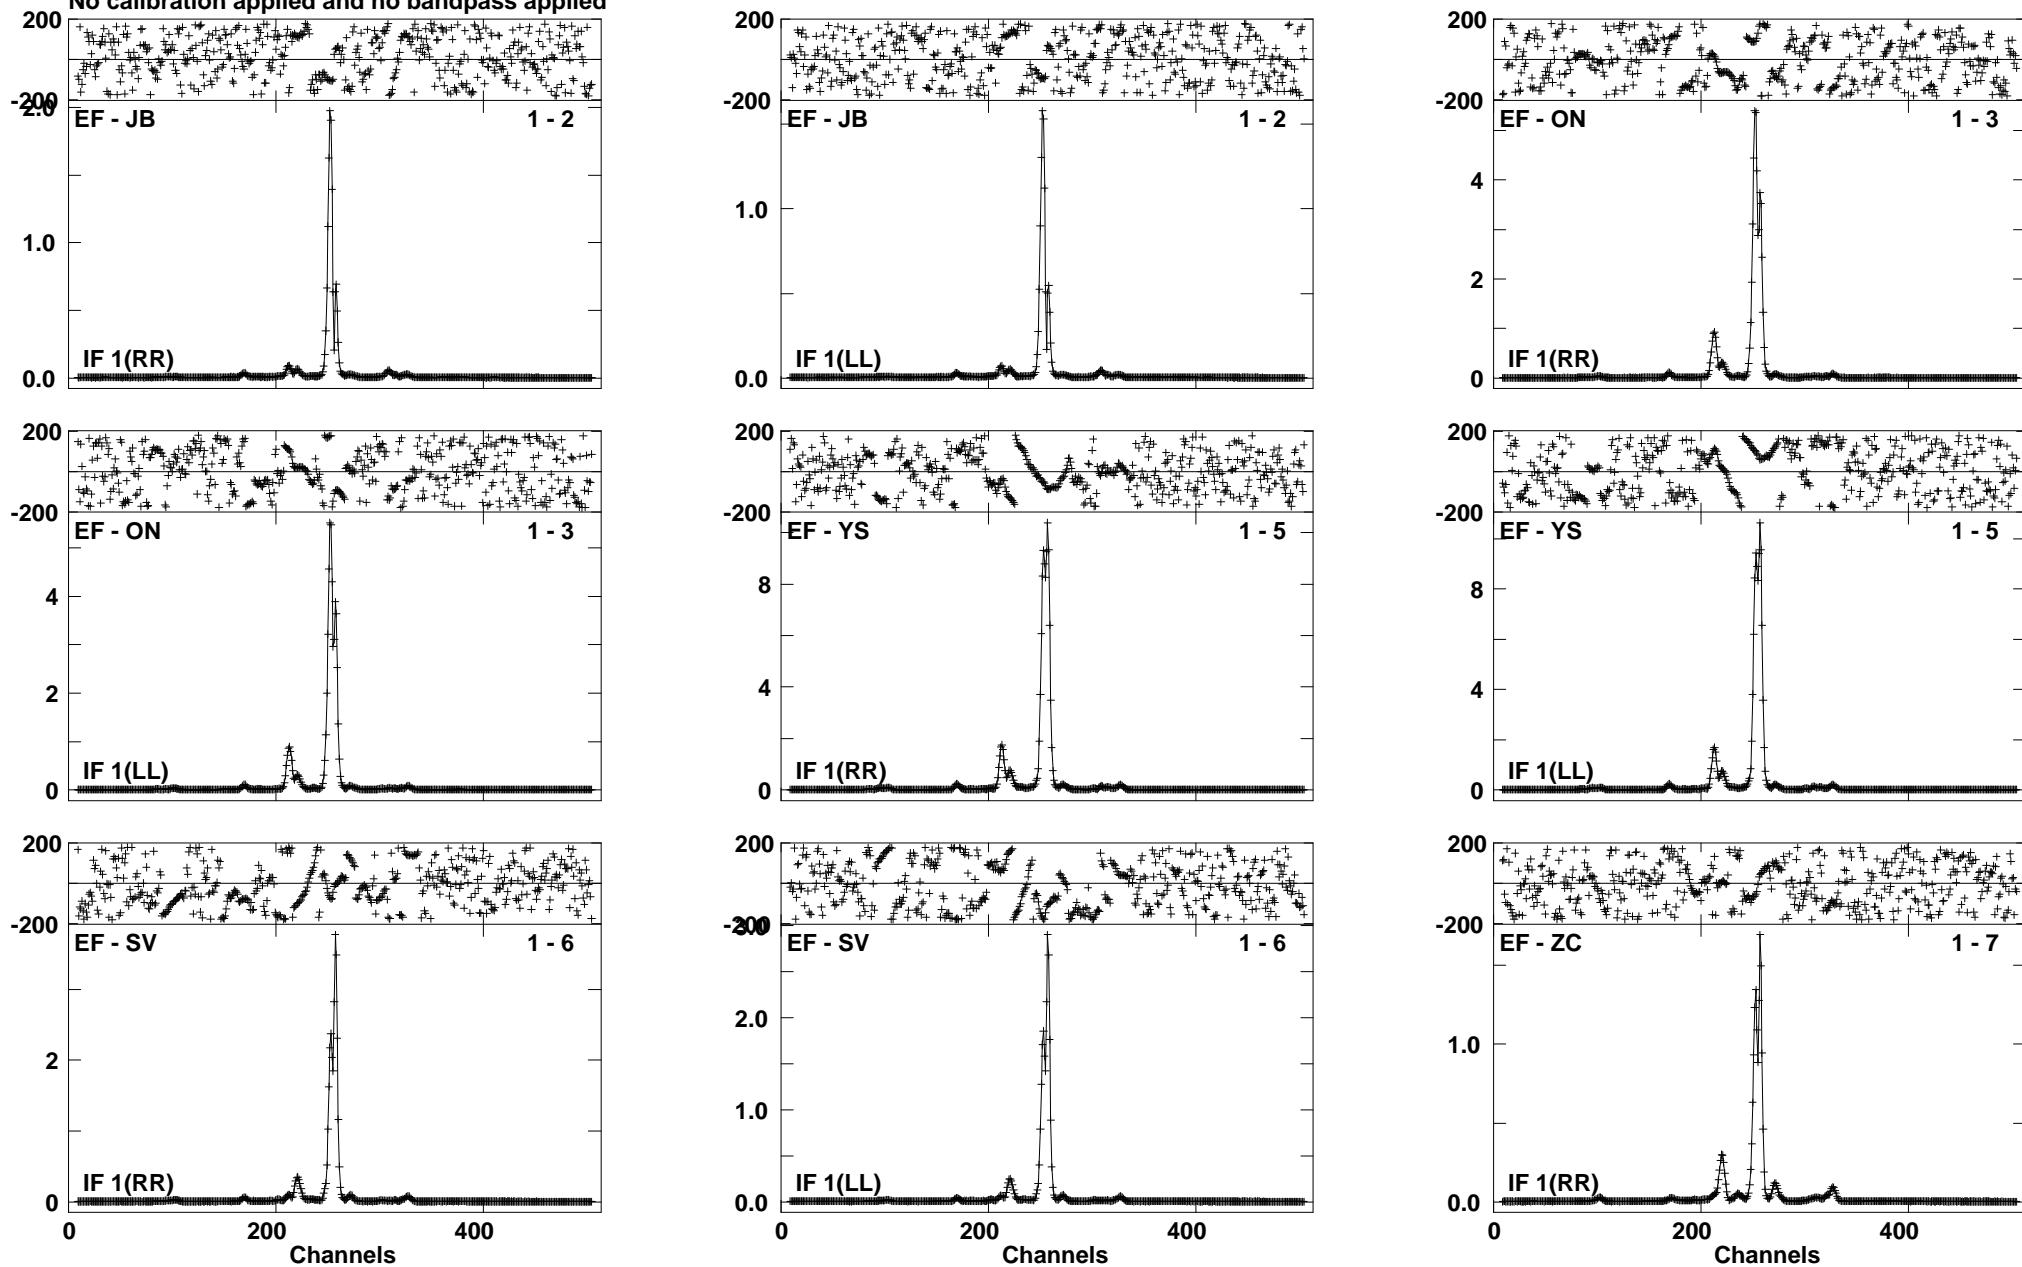 No calibration applied and no bandpass applied
200
-200
2.0
1.0
0.0
EF - JB
1 - 2
IF 1(RR)
200
-200
1.0
0.0
EF - JB
1 - 2
IF 1(LL)
200
-200
4
2
0
EF - ON
1 - 3
IF 1(RR)
200
-200
4
2
0
EF - ON
1 - 3
IF 1(LL)
200
-200
8
4
0
EF - YS
1 - 5
IF 1(RR)
200
-200
8
4
0
EF - YS
1 - 5
IF 1(LL)
200
-200
2
0
EF - SV
1 - 6
IF 1(RR)
0
200
400
Channels
200
-200
3.0
2.0
1.0
0.0
EF - SV
1 - 6
IF 1(LL)
0
200
400
Channels
200
-200
1.0
0.0
EF - ZC
1 - 7
IF 1(RR)
0
200
400
Channels